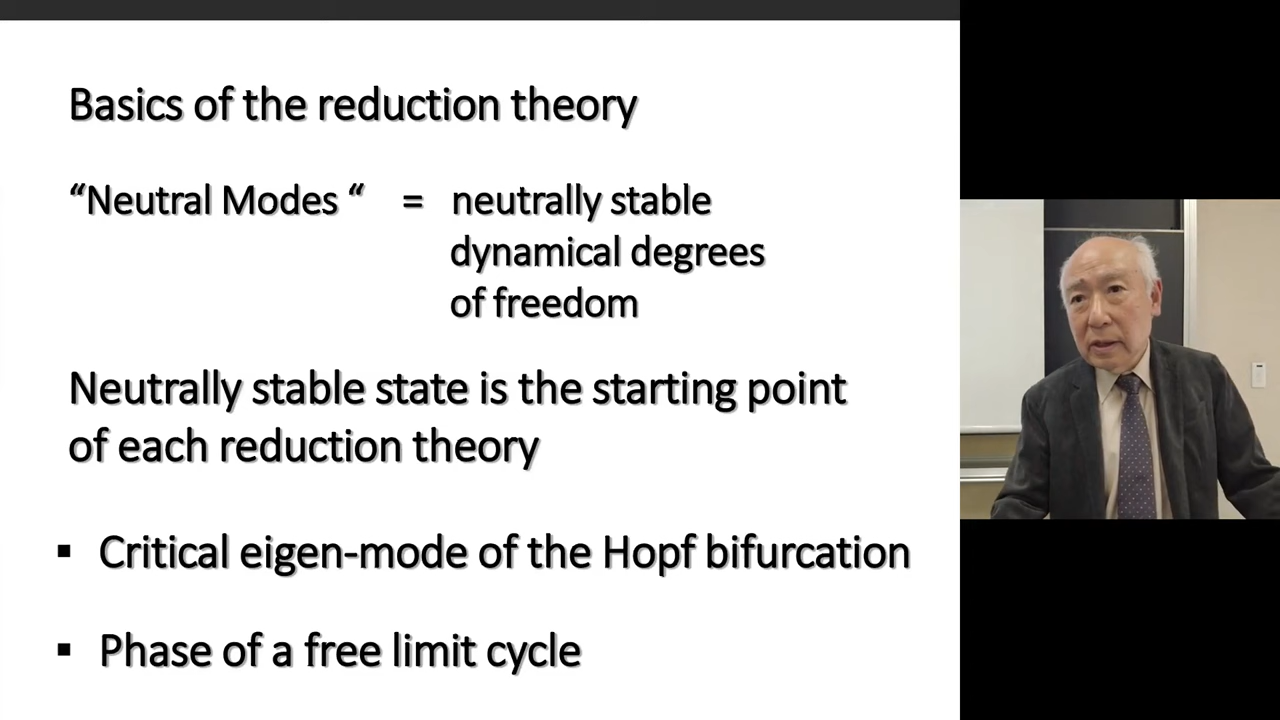 Basics of the reduction theory
“Neutral Modes “ = neutrally stable
dynamical degrees
of freedom
Neutrally stable state is the starting point
of each reduction theory
▪ Critical eigen-mode of the Hopf bifurcation
▪ Phase of a free limit cycle